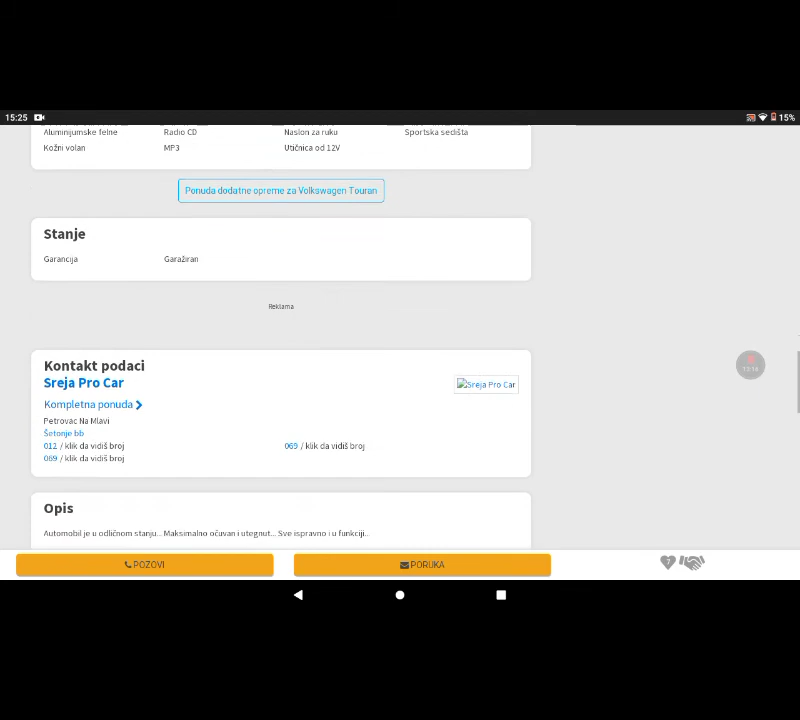 15:25 15%
Aluminijumske felne Radio CD Naslon za ruku Sportska sedišta
Kožni volan MP3 Utičnica od 12V
Ponuda dodatne opreme za Volkswagen Touran
Stanje
Garancija Garažiran
Reklama
Kontakt podaci
Sreja Pro Car
Sreja Pro Car
Kompletna ponuda
Petrovac Na Mlavi
Šetonje bb
012 / klik da vidiš broj 069 / klik da vidiš broj
069 / klik da vidiš broj
Opis
Automobil je u odličnom stanju... Maksimalno očuvan i utegnut... Sve ispravno i u funkciji..
POZOVI PORUKA